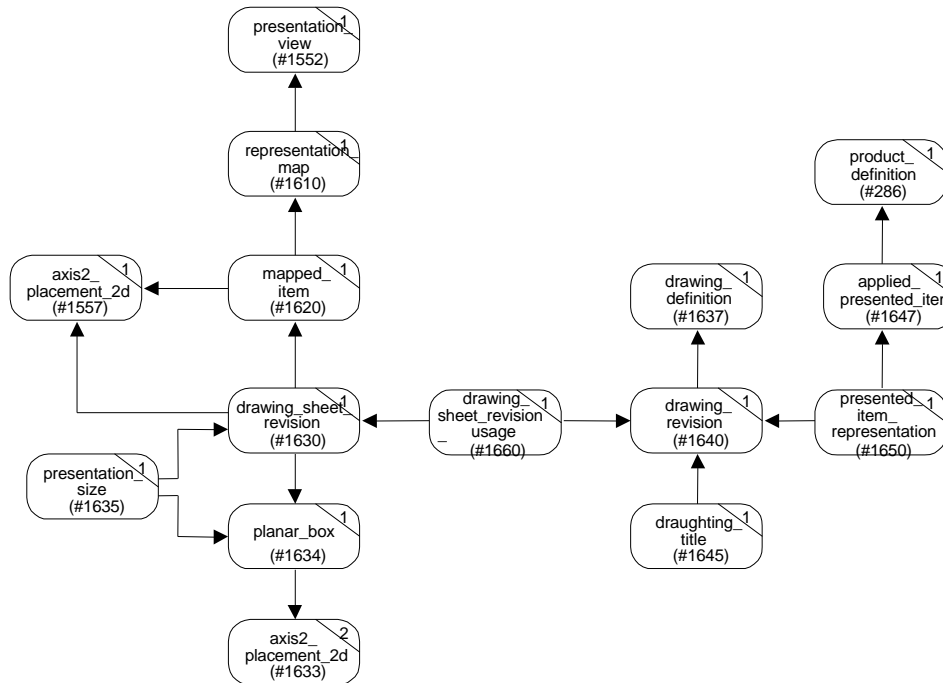 1
presentation_
view
(#1552)
1
representation_
map
(#1610)
1
product_
definition
(#286)
1
axis2_
placement_2d
(#1557)
1
mapped_
item
(#1620)
1
drawing_
definition
(#1637)
1
applied_
presented_item
(#1647)
1
drawing_sheet_
revision
(#1630)
1
drawing_
sheet_revision
_ usage
(#1660)
1
drawing_
revision
(#1640)
1
presented_
item_
representation
(#1650)
1
presentation_
size
(#1635)
1
planar_box
(#1634)
1
draughting_
title
(#1645)
2
axis2_
placement_2d
(#1633)